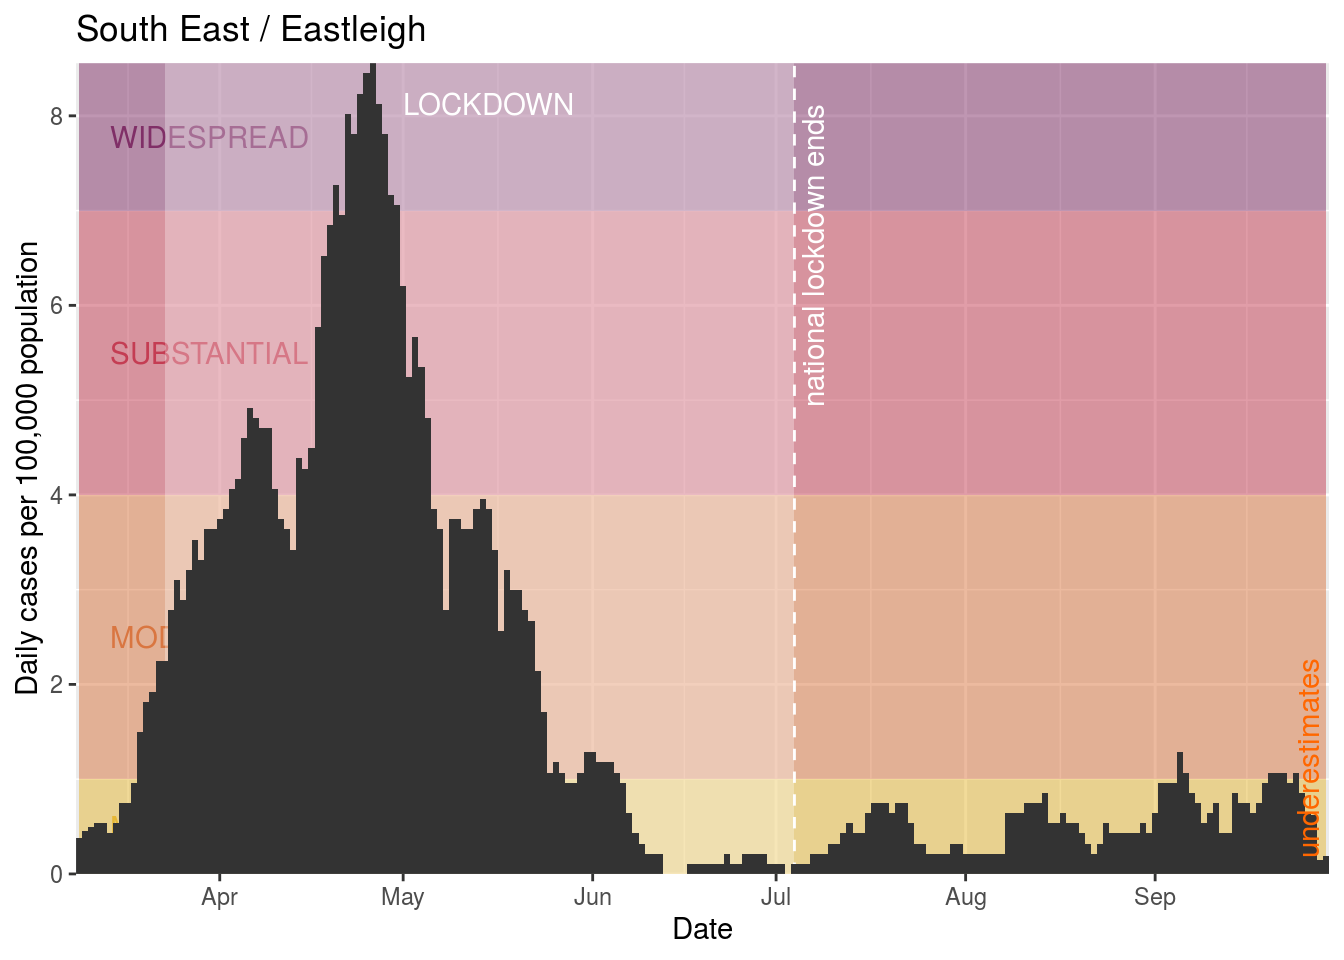 South East / Eastleigh
Daily cases per 100,000 population
8
6
4
2
0
WIDESPREAD
LOCKDOWN
SUBSTANTIAL
MOD
national lockdown ends
underestimates
Apr
May
Jun
Jul
Aug
Sep
Date